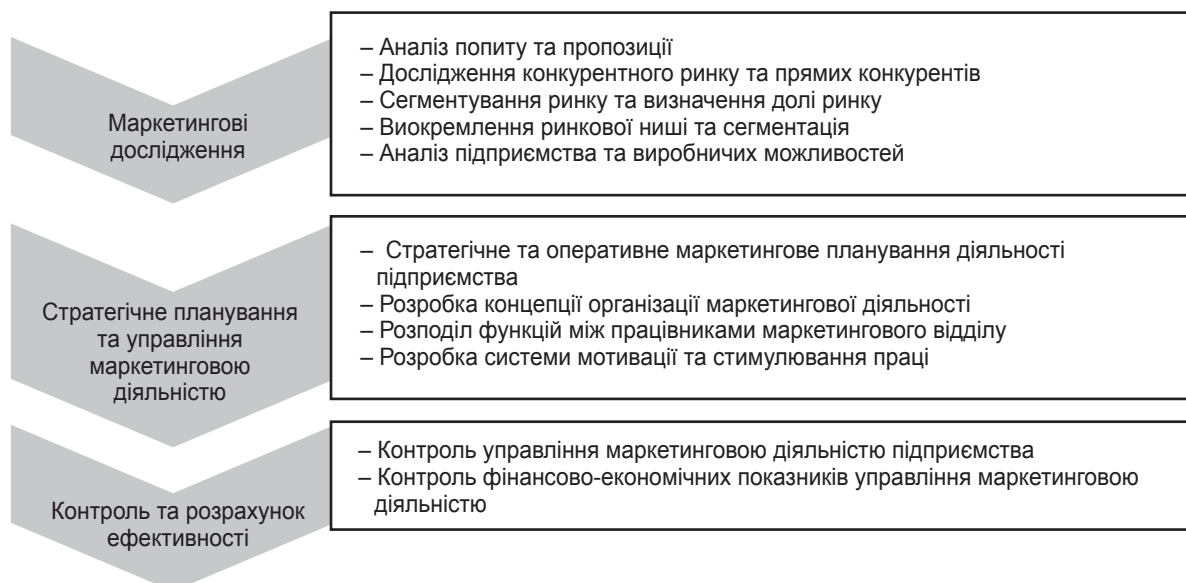 Маркетингові
дослідження
– Аналіз попиту та пропозиції
– Дослідження конкурентного ринку та прямих конкурентів
– Сегментування ринку та визначення долі ринку
– Виокремлення ринкової ниші та сегментація
– Аналіз підприємства та виробничих можливостей
Стратегічне планування
та управління
маркетинговою
діяльністю
– Стратегічне та оперативне маркетингове планування діяльності
підприємства
– Розробка концепції організації маркетингової діяльності
– Розподіл функцій між працівниками маркетингового відділу
– Розробка системи мотивації та стимулювання праці
Контроль та розрахунок
ефективності
– Контроль управління маркетинговою діяльністю підприємства
– Контроль фінансово-економічних показників управління маркетинговою
діяльністю